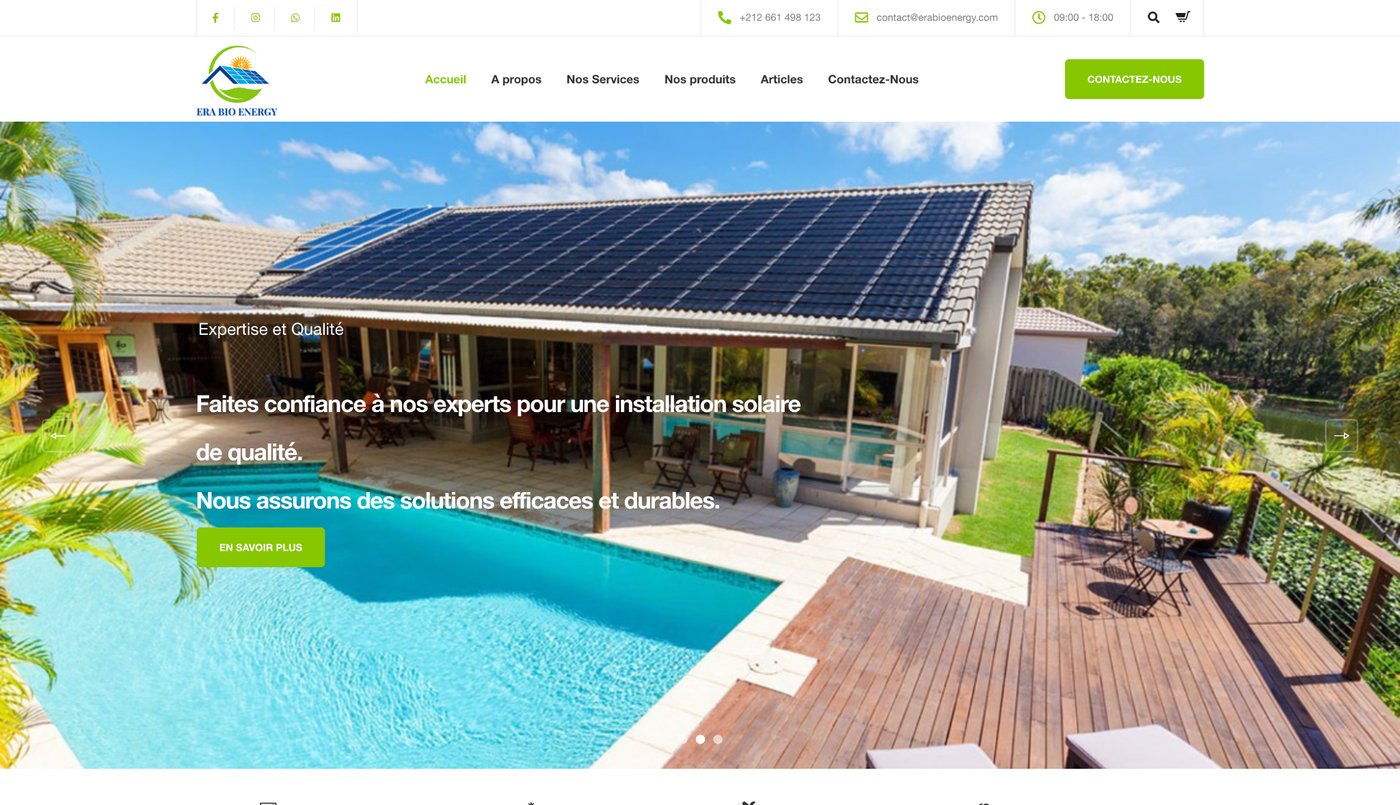 +212 661 498 123
contact@erabioenergy.com
09:00 - 18:00
ERA BIO ENERGY
Accueil
A propos
Nos Services
Nos produits
Articles
Contactez-Nous
CONTACTEZ-NOUS
Expertise et Qualité
Faites confiance à nos experts pour une installation solaire
de qualité.
Nous assurons des solutions efficaces et durables.
EN SAVOIR PLUS